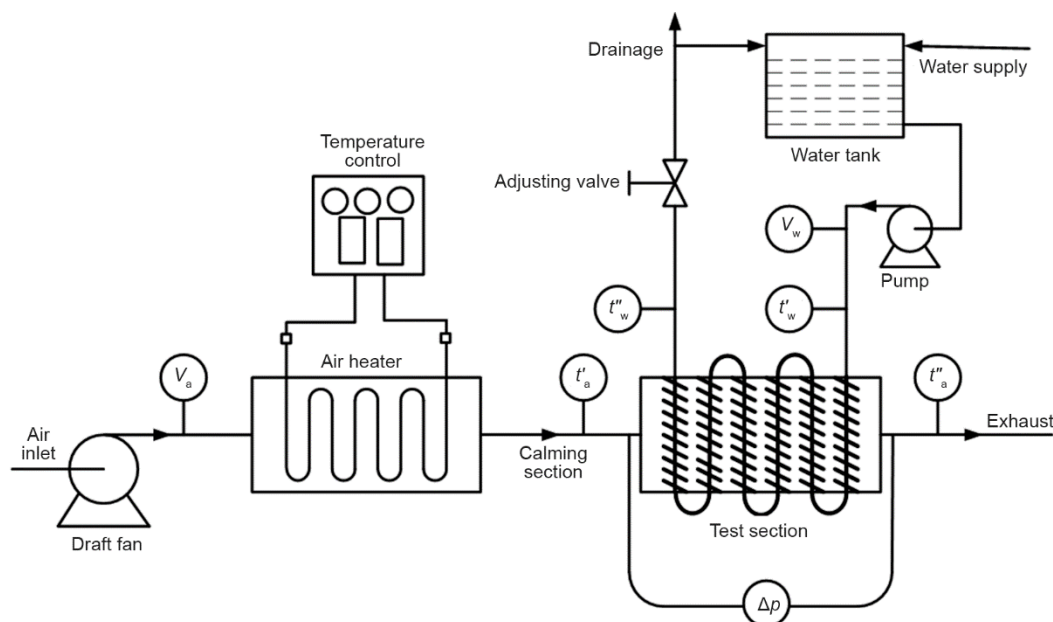 Drainage
Water supply
Water tank
Temperature
control
Adjusting valve
V_w
Pump
t″_w
t′_w
Air heater
V_a
t′_a
t″_a
Air
inlet
Exhaust
Calming
section
Test section
Draft fan
Δp